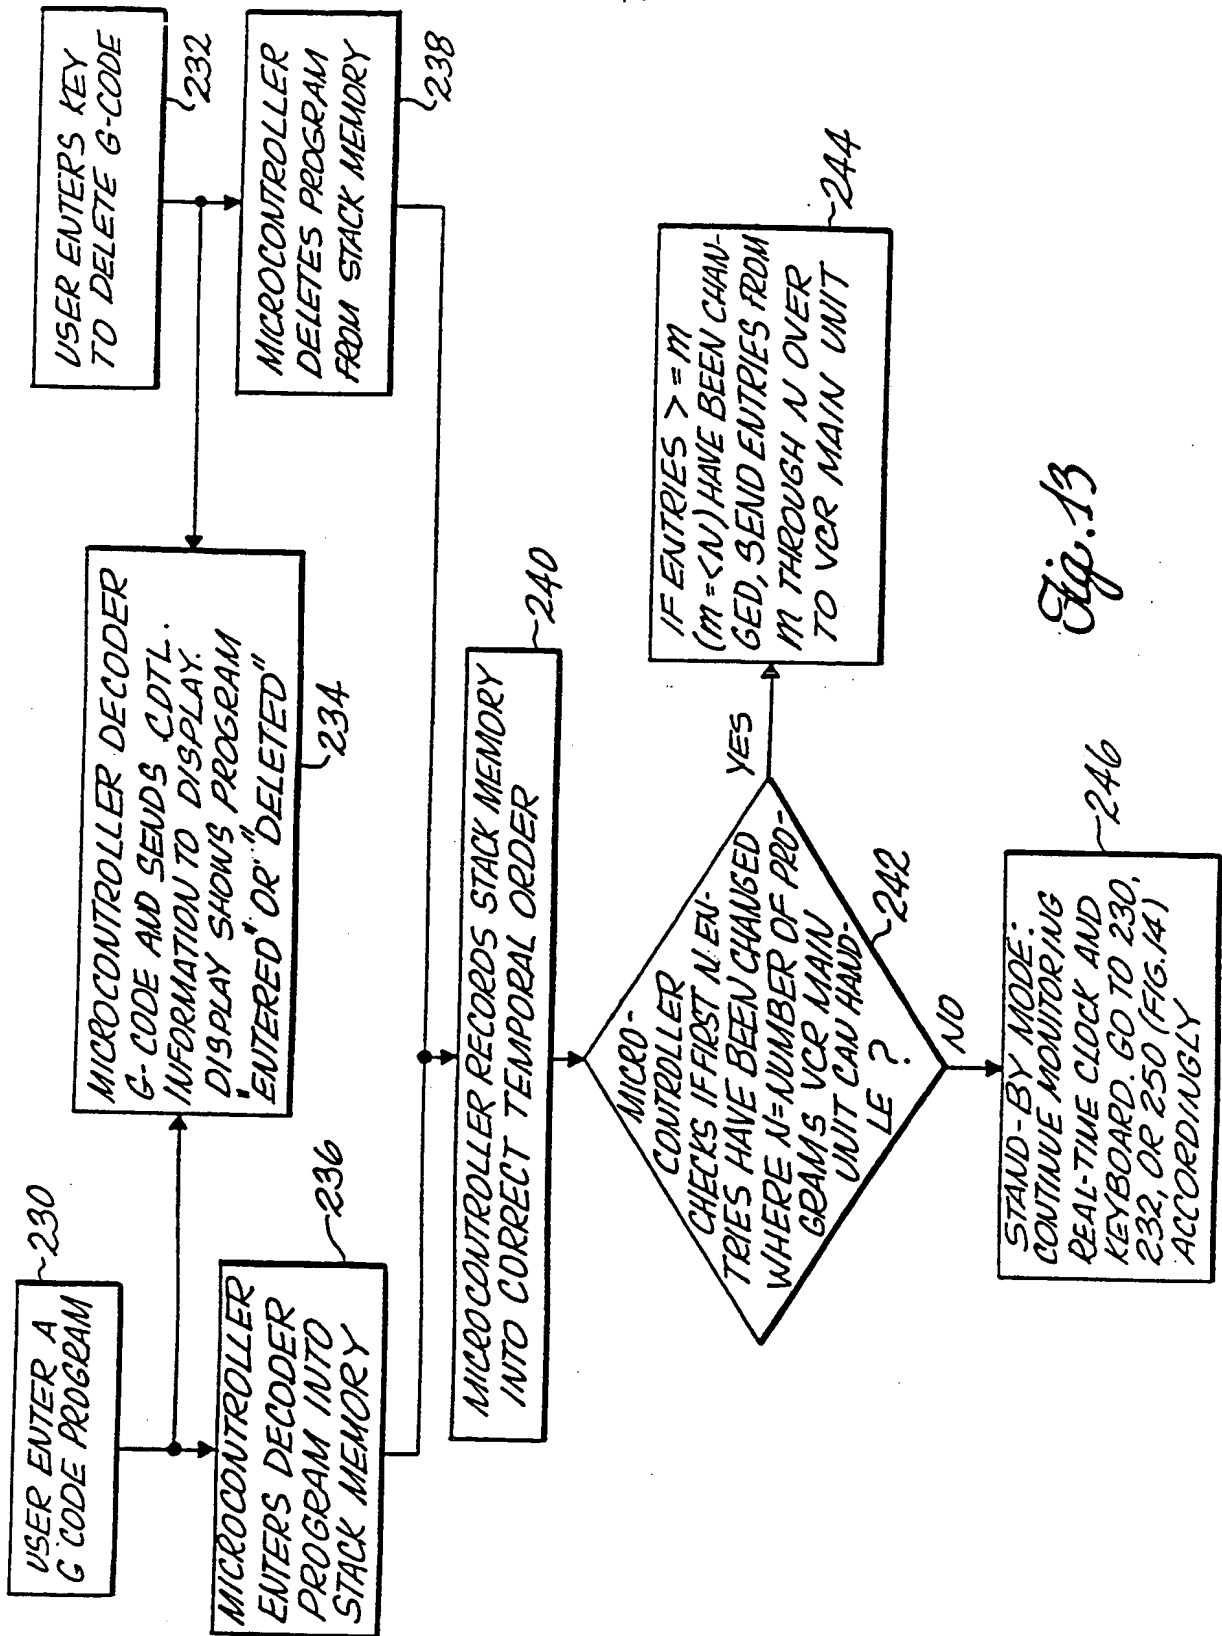 USER ENTER A
G CODE PROGRAM
230
USER ENTERS KEY
TO DELETE G-CODE
232
MICROCONTROLLER DECODER
G-CODE AND SENDS CDTL.
INFORMATION TO DISPLAY.
DISPLAY SHOWS PROGRAM
"ENTERED" OR "DELETED"
234
MICROCONTROLLER
ENTERS DECODER
PROGRAM INTO
STACK MEMORY
236
MICROCONTROLLER
DELETES PROGRAM
FROM STACK MEMORY
238
MICROCONTROLLER RECORDS STACK MEMORY
INTO CORRECT TEMPORAL ORDER
240
MICRO-
CONTROLLER
CHECKS IF FIRST N EN-
TRIES HAVE BEEN CHANGED
WHERE N=NUMBER OF PRO-
GRAMS VCR MAIN
UNIT CAN HAND-
LE ?
242
YES
NO
IF ENTRIES >=m
(m=<N) HAVE BEEN CHAN-
GED, SEND ENTRIES FROM
m THROUGH N OVER
TO VCR MAIN UNIT
244
STAND-BY MODE:
CONTINUE MONITORING
REAL-TIME CLOCK AND
KEYBOARD. GO TO 230,
232, OR 250 (FIG.14)
ACCORDINGLY
246
Fig. 13